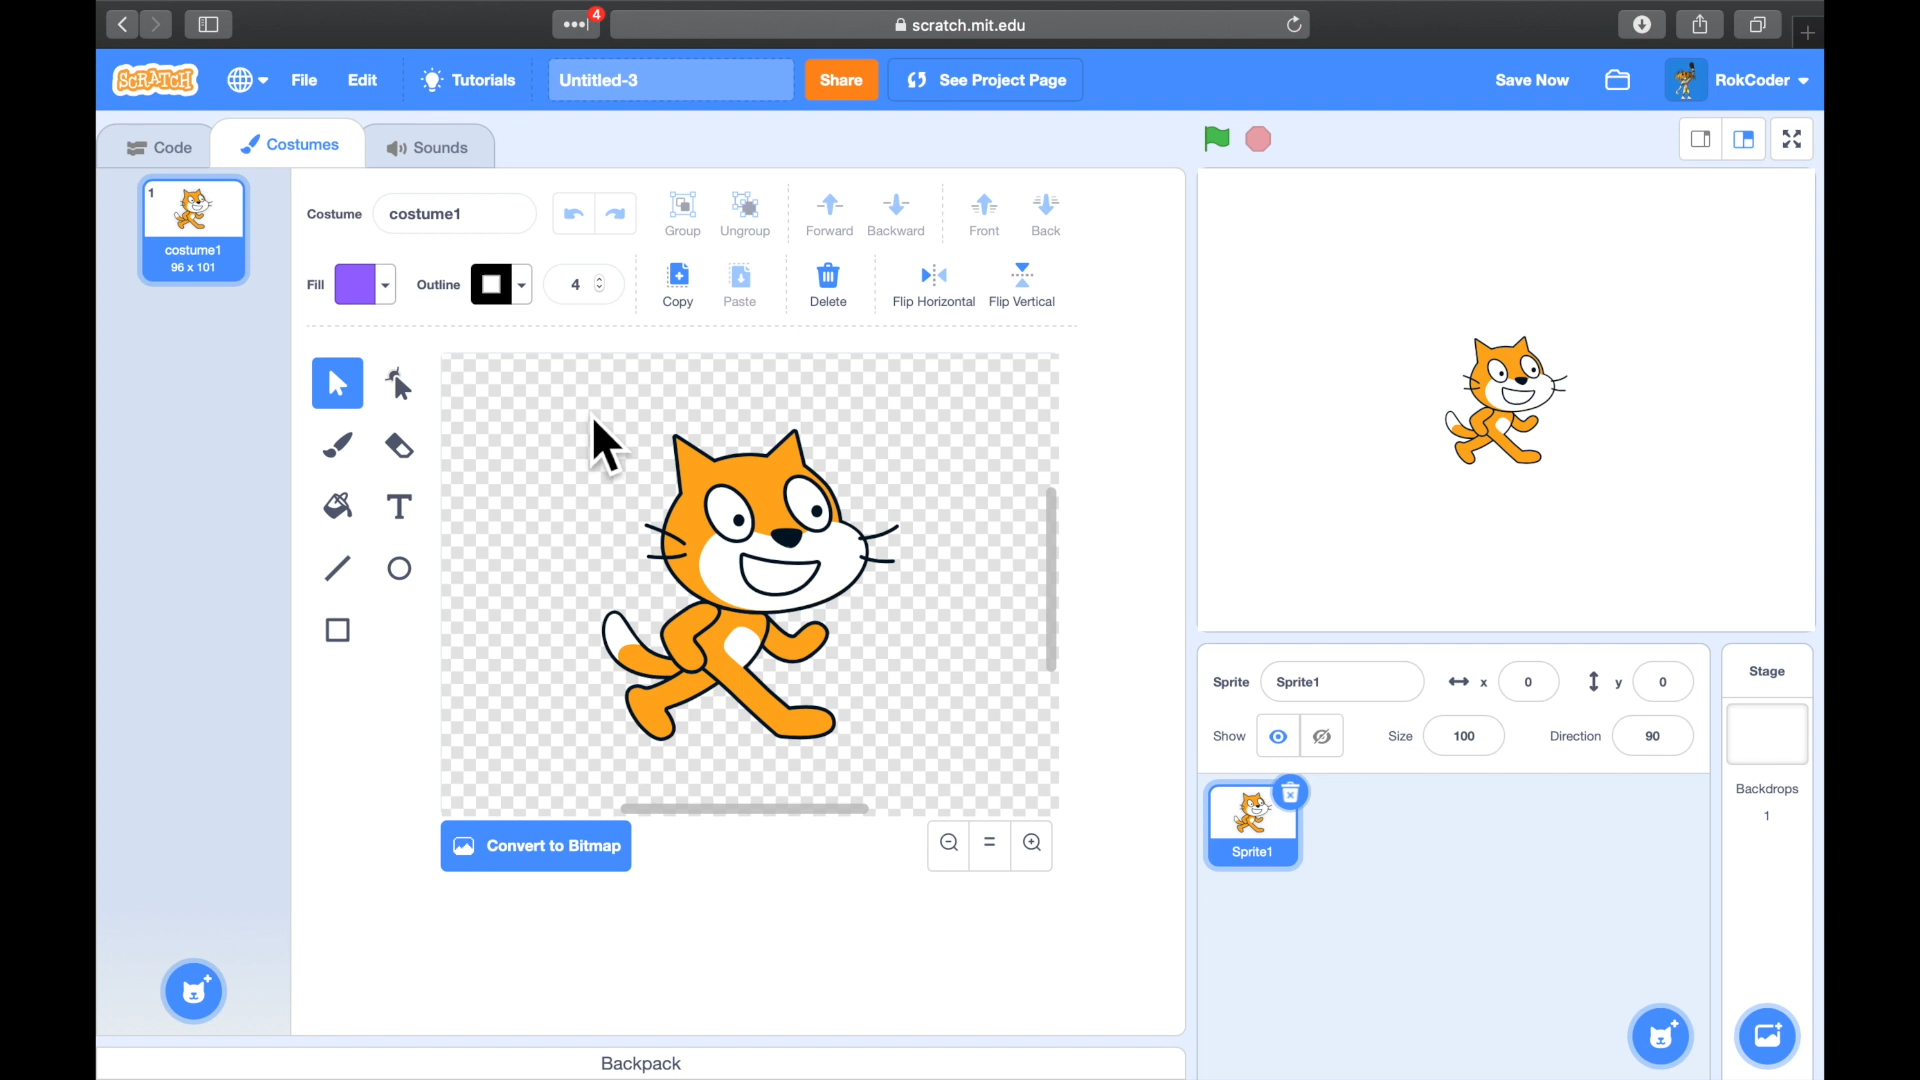 4
scratch.mit.edu
SCRATCH
File
Edit
Tutorials
Untitled-3
Share
See Project Page
Save Now
RokCoder
Code
Costumes
Sounds
1
costume1
96 x 101
Costume
costume1
Group
Ungroup
Forward
Backward
Front
Back
Fill
Outline
4
Copy
Paste
Delete
Flip Horizontal
Flip Vertical
T
Convert to Bitmap
=
Backpack
Sprite
Sprite1
x
0
y
0
Show
Size
100
Direction
90
Sprite1
Stage
Backdrops
1